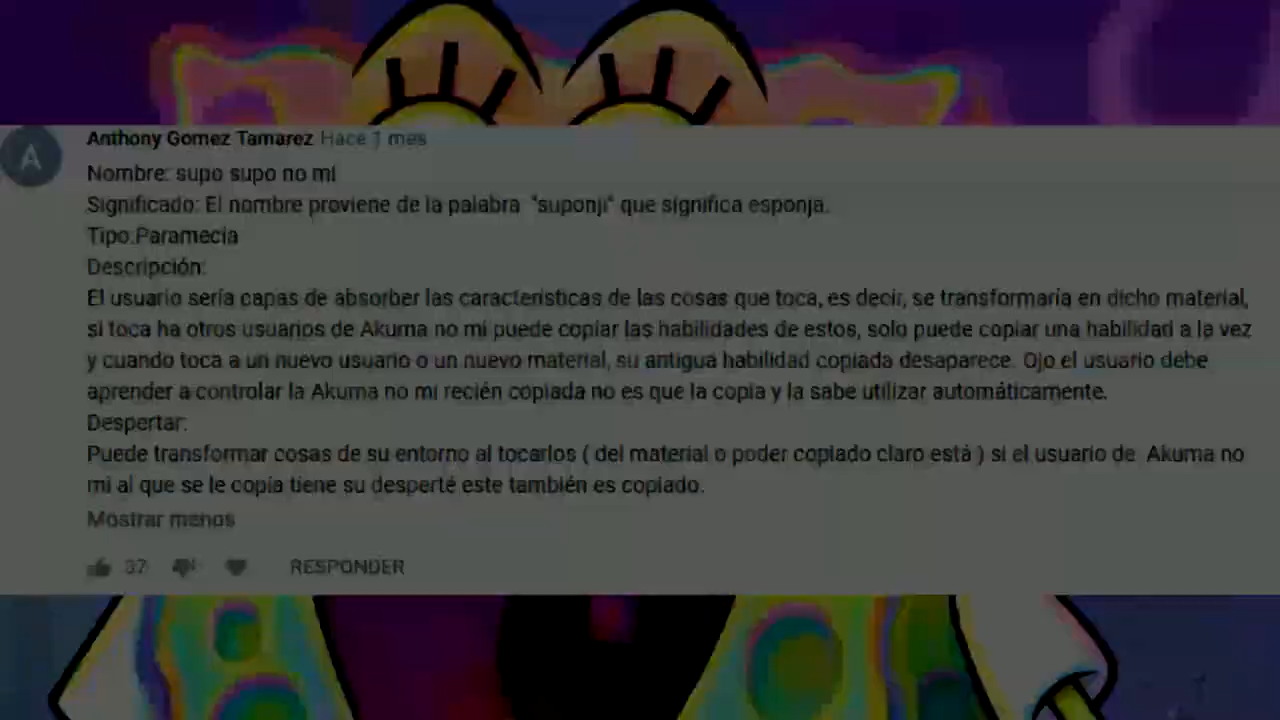 A
Anthony Gomez Tamarez Hace 1 mes
Nombre: supo supo no mi
Significado: El nombre proviene de la palabra "suponji" que significa esponja.
Tipo:Paramecia
Descripción:
El usuario sería capas de absorber las caracteristicas de las cosas que toca, es decir, se transformaría en dicho material,
si toca ha otros usuarios de Akuma no mi puede copiar las habilidades de estos, solo puede copiar una habilidad a la vez
y cuando toca a un nuevo usuario o un nuevo material, su antigua habilidad copiada desaparece. Ojo el usuario debe
aprender a controlar la Akuma no mi recién copiada no es que la copia y la sabe utilizar automáticamente.
Despertar:
Puede transformar cosas de su entorno al tocarlos ( del material o poder copiado claro está ) si el usuario de Akuma no
mi al que se le copia tiene su desperté este también es copiado.
Mostrar menos
37 RESPONDER